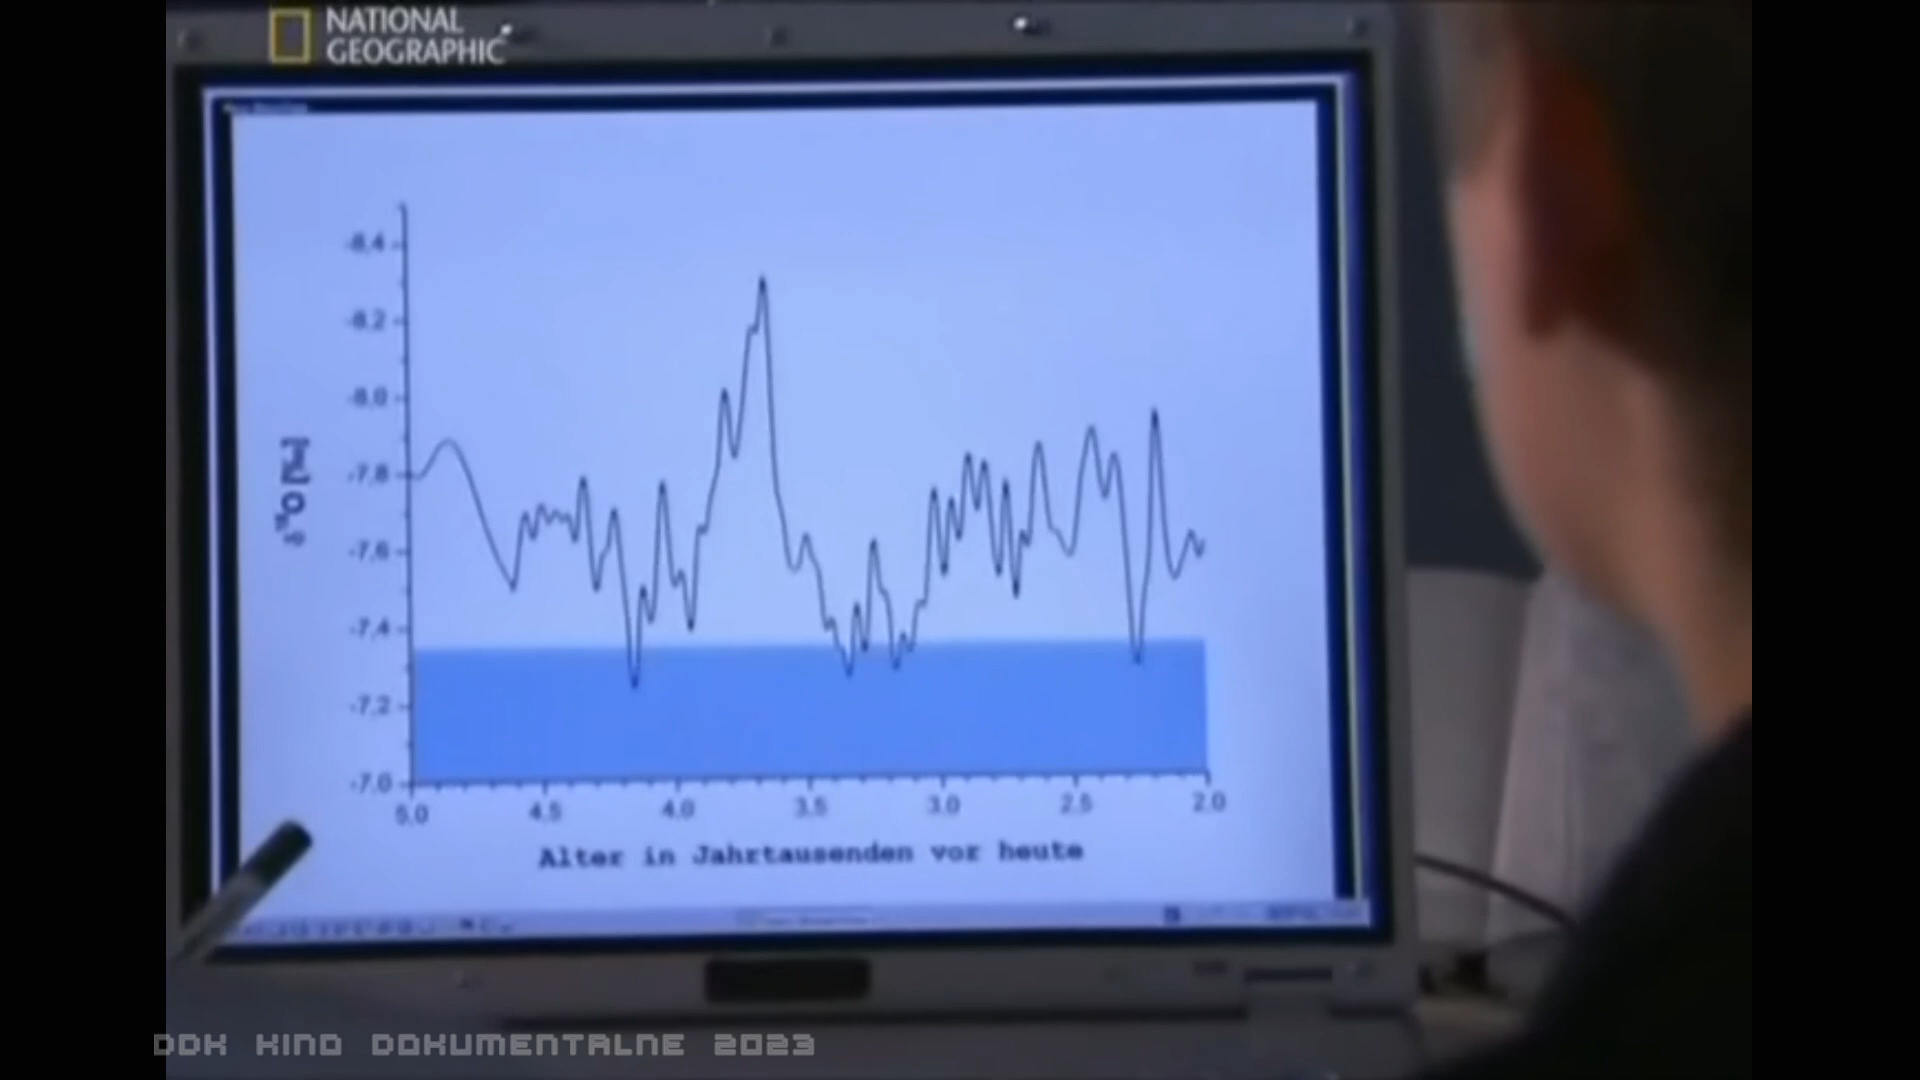 NATIONAL
GEOGRAPHIC
-8,4
-8,2
-8,0
-7,8
-7,6
-7,4
-7,2
-7,0
5,0 4,5 4,0 3,5 3,0 2,5 2,0
Alter in Jahrtausenden vor heute
DOK KINO DOKUMENTALNE 2023